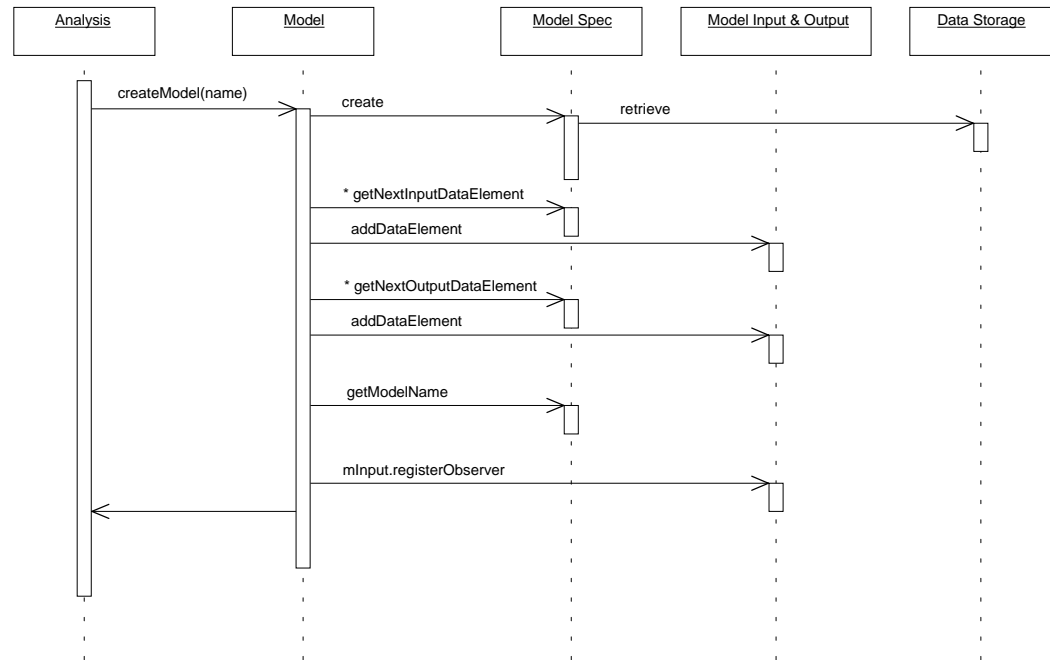 Analysis
Model
Model Spec
Model Input & Output
Data Storage
createModel(name)
create
retrieve
* getNextInputDataElement
addDataElement
* getNextOutputDataElement
addDataElement
getModelName
mInput.registerObserver